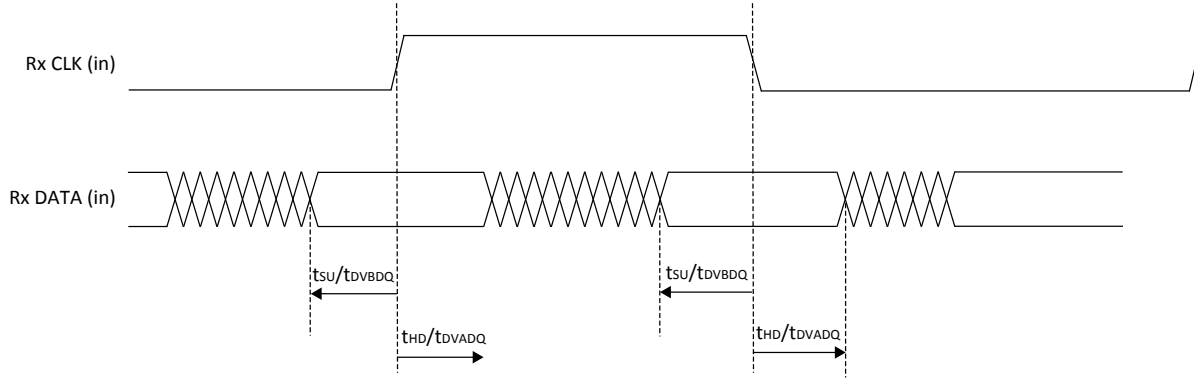 Rx CLK (in)
Rx DATA (in)
tSU/tDVBDQ tSU/tDVBDQ
tHD/tDVADQ tHD/tDVADQ